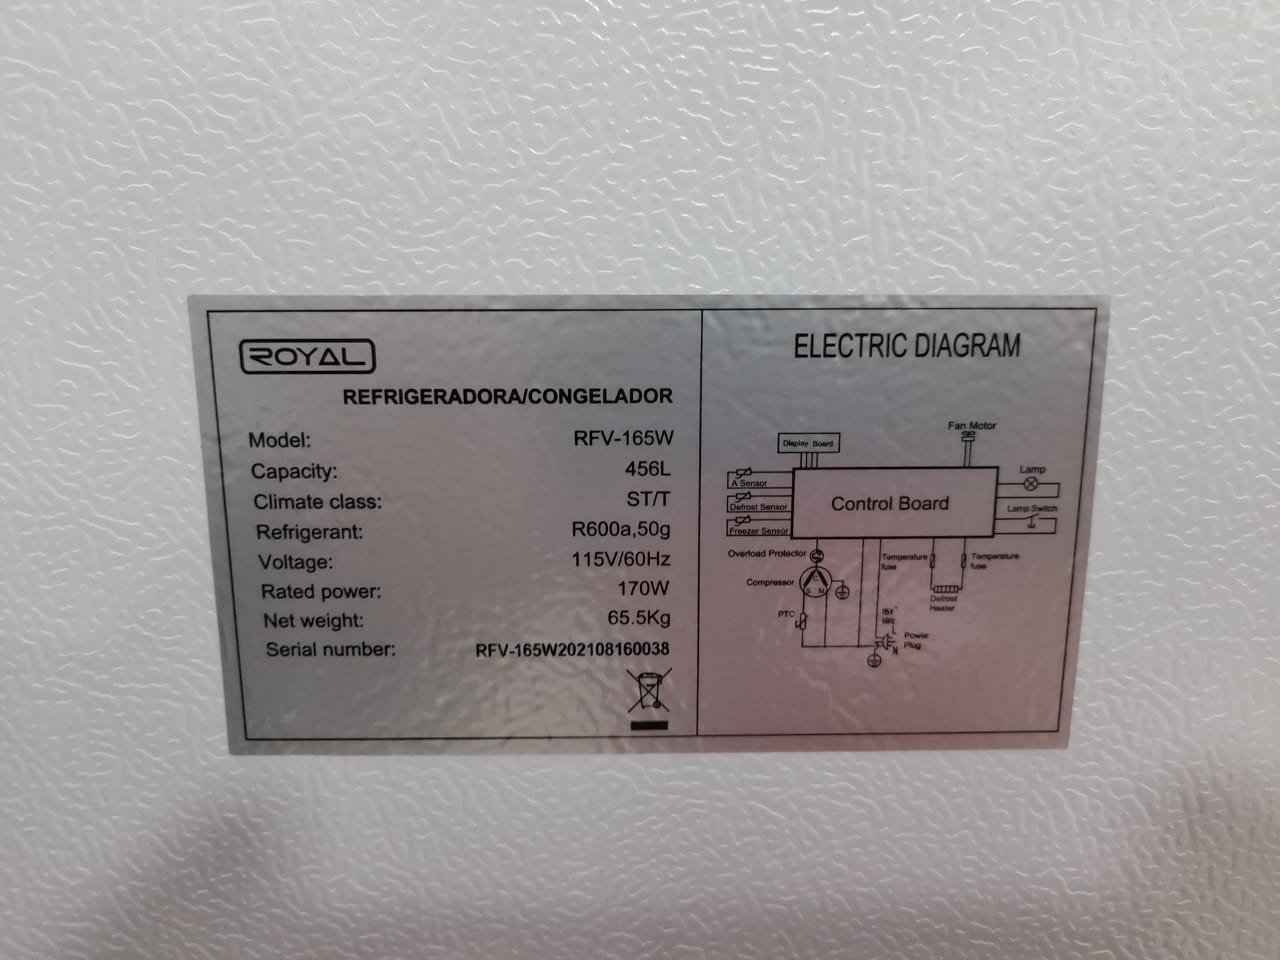 ROYAL
REFRIGERADORA/CONGELADOR
Model: RFV-165W
Capacity: 456L
Climate class: ST/T
Refrigerant: R600a,50g
Voltage: 115V/60Hz
Rated power: 170W
Net weight: 65.5Kg
Serial number: RFV-165W202108160038
ELECTRIC DIAGRAM
Fan Motor
Display Board
Lamp
A Sensor
Defrost Sensor
Freezer Sensor
Control Board
Lamp Switch
Overload Protector
Temperature
fuse
Temperature
fuse
Compressor
C
S M
Defrost
Heater
PTC
Power
Plug
N